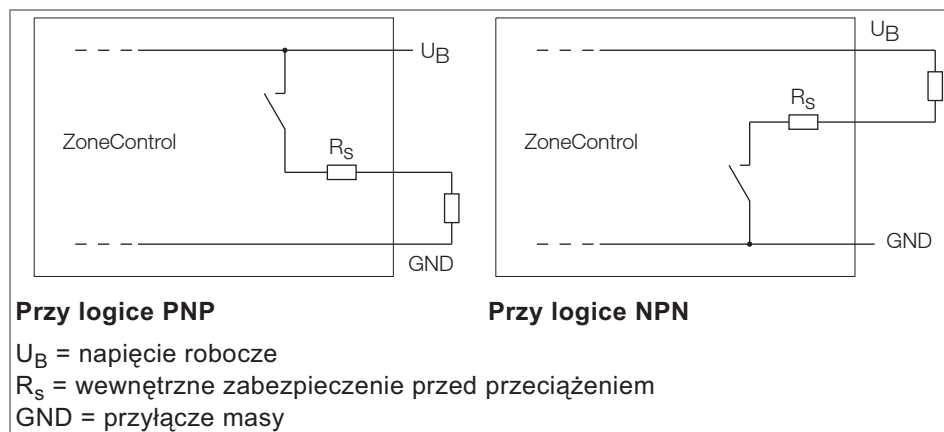 U_B
ZoneControl
R_S
GND
U_B
R_S
ZoneControl
GND
Przy logice PNP
Przy logice NPN
U_B = napięcie robocze
R_s = wewnętrzne zabezpieczenie przed przeciążeniem
GND = przyłącze masy